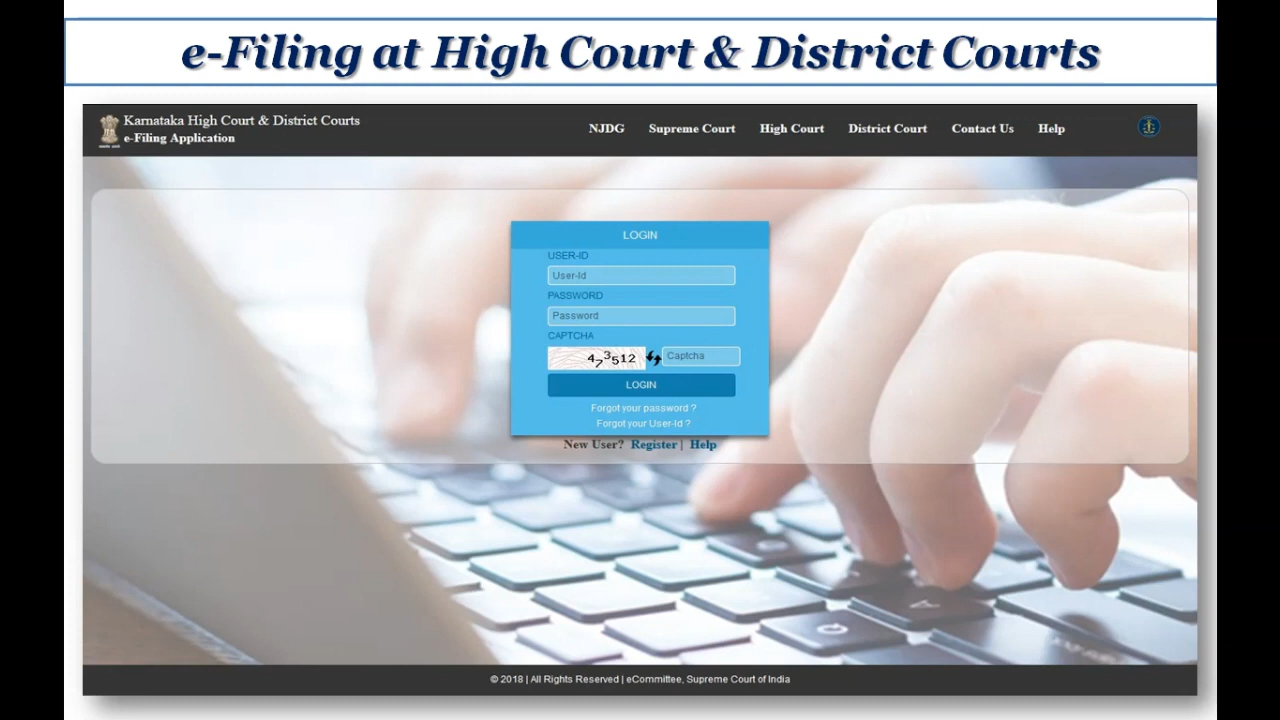 e-Filing at High Court & District Courts
Karnataka High Court & District Courts
e-Filing Application
NJDG Supreme Court High Court District Court Contact Us Help
LOGIN
USER-ID
User-Id
PASSWORD
Password
CAPTCHA
473512 Captcha
LOGIN
Forgot your password ?
Forgot your User-Id ?
New User? Register | Help
© 2018 | All Rights Reserved | eCommittee, Supreme Court of India